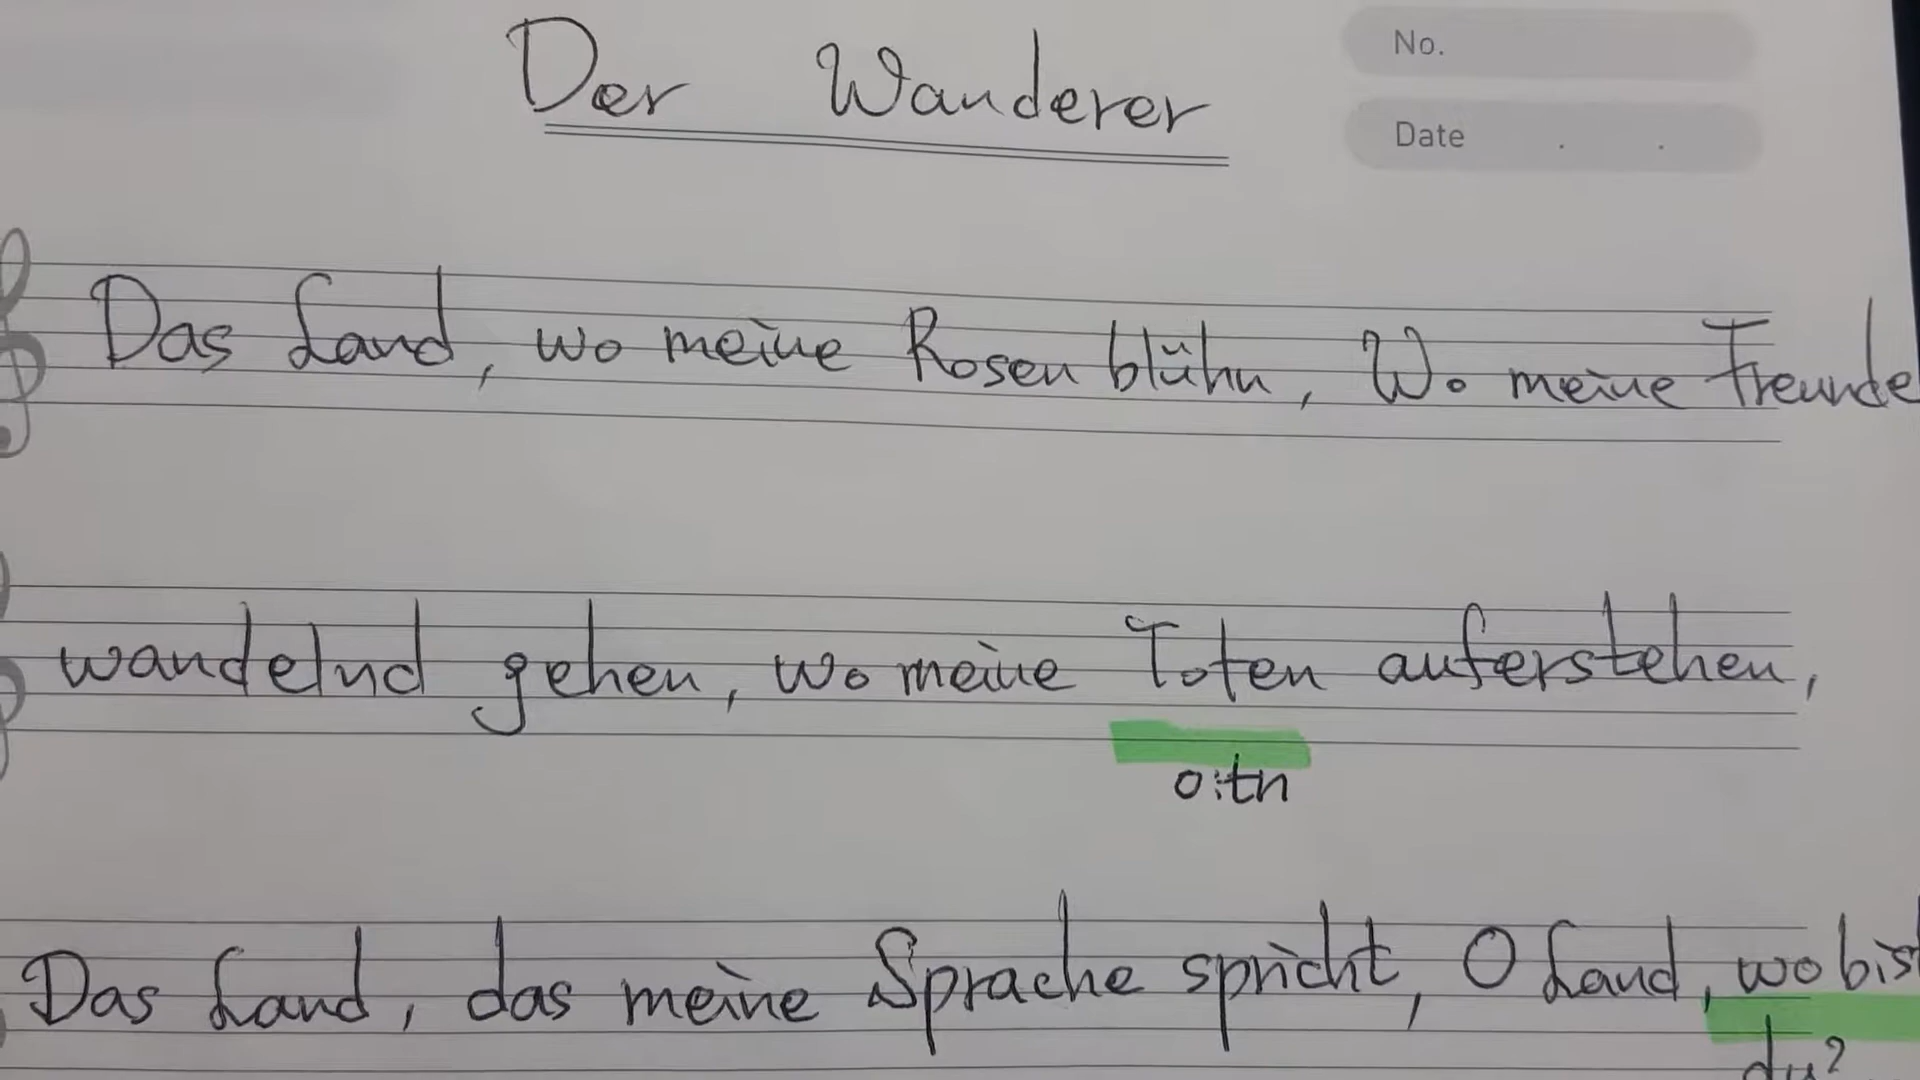 Der Wanderer
No.
Date . .
Das Land, wo meine Rosen blühn, Wo meine Freunde
wandelnd gehen, wo meine Toten auferstehen,
o:tn
Das Land, das meine Sprache spricht, O Land, wo bist
du?